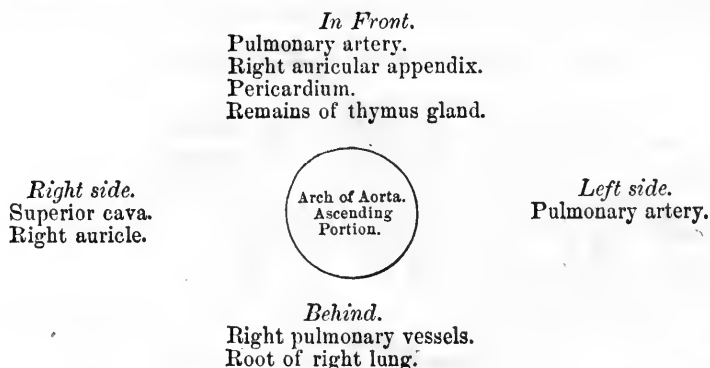 In Front.
Pulmonary artery.
Right auricular appendix.
Pericardium.
Remains of thymus gland.
Right side.
Superior cava.
Right auricle.
Arch of Aorta.
Ascending
Portion.
Left side.
Pulmonary artery.
Behind.
Right pulmonary vessels.
Root of right lung.